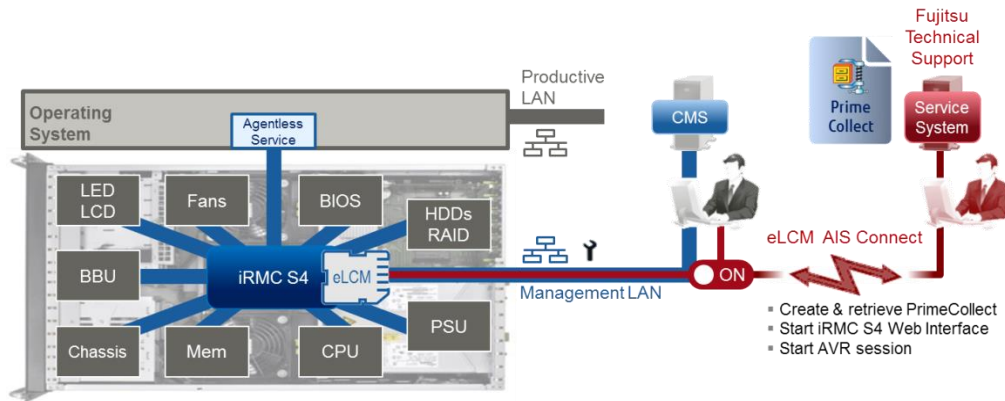 Fujitsu
Technical
Support
Productive
LAN
Operating
System
Agentless
Service
CMS
Prime
Collect
Service
System
LED
LCD
Fans
BIOS
HDDs
RAID
BBU
iRMC S4
eLCM
eLCM AIS Connect
ON
Management LAN
PSU
Chassis
Mem
CPU
▪ Create & retrieve PrimeCollect
▪ Start iRMC S4 Web Interface
▪ Start AVR session